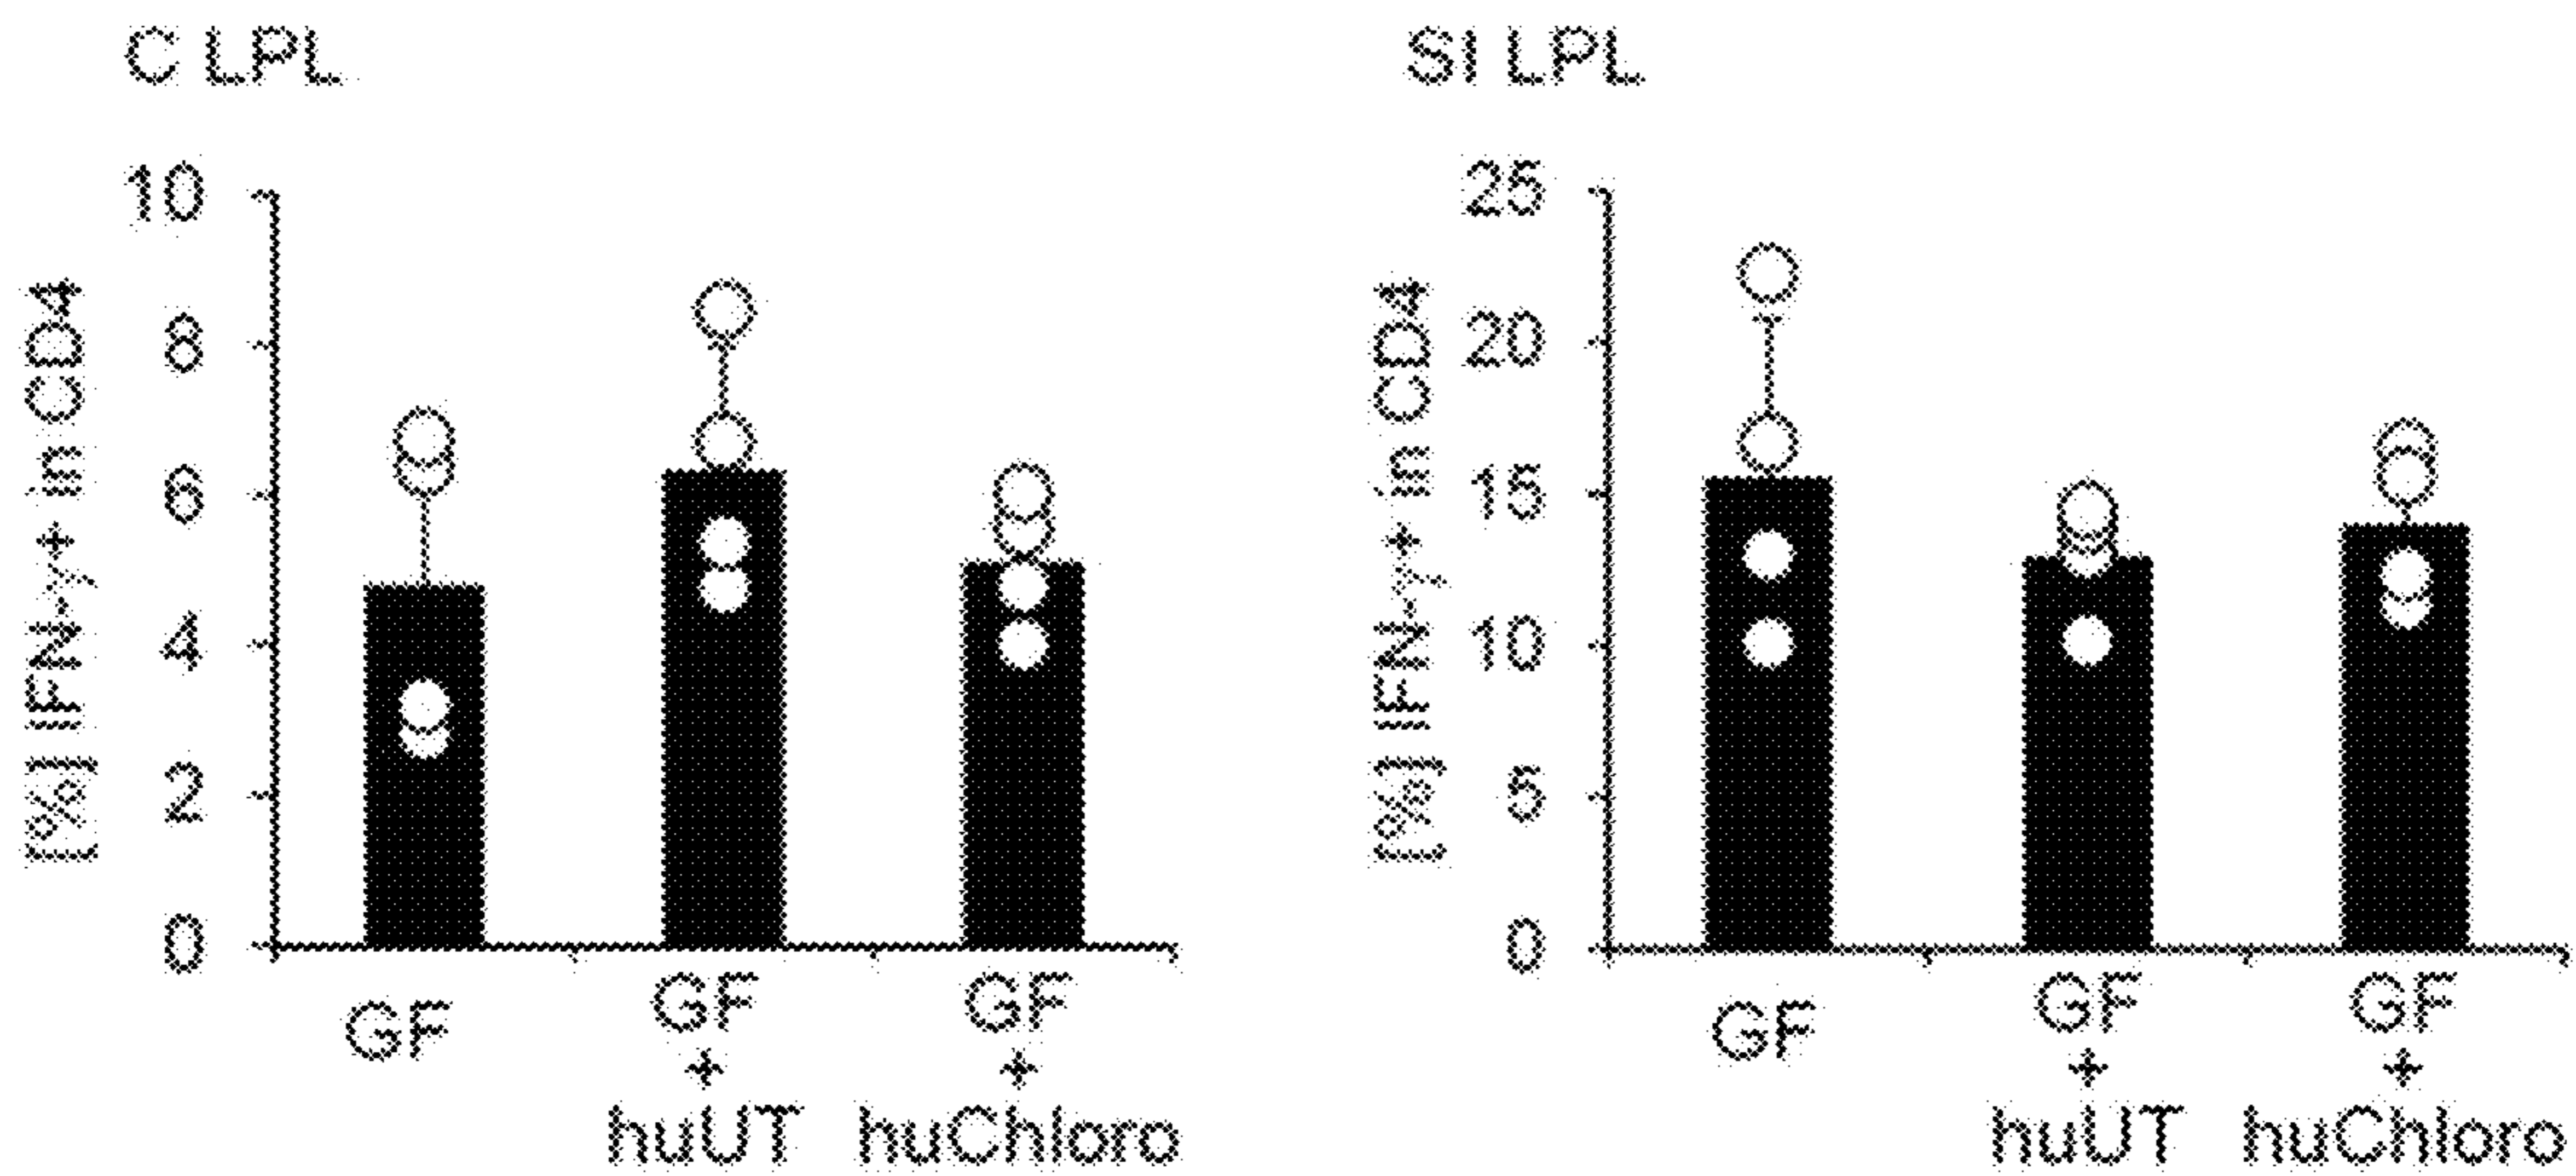 C LPL
[%] IFN-γ+ in CD4
10
8
6
4
2
0
GF
GF
+
huUT
GF
+
huChloro
SI LPL
[%] IFN-γ+ in CD4
25
20
15
10
5
0
GF
GF
+
huUT
GF
+
huChloro